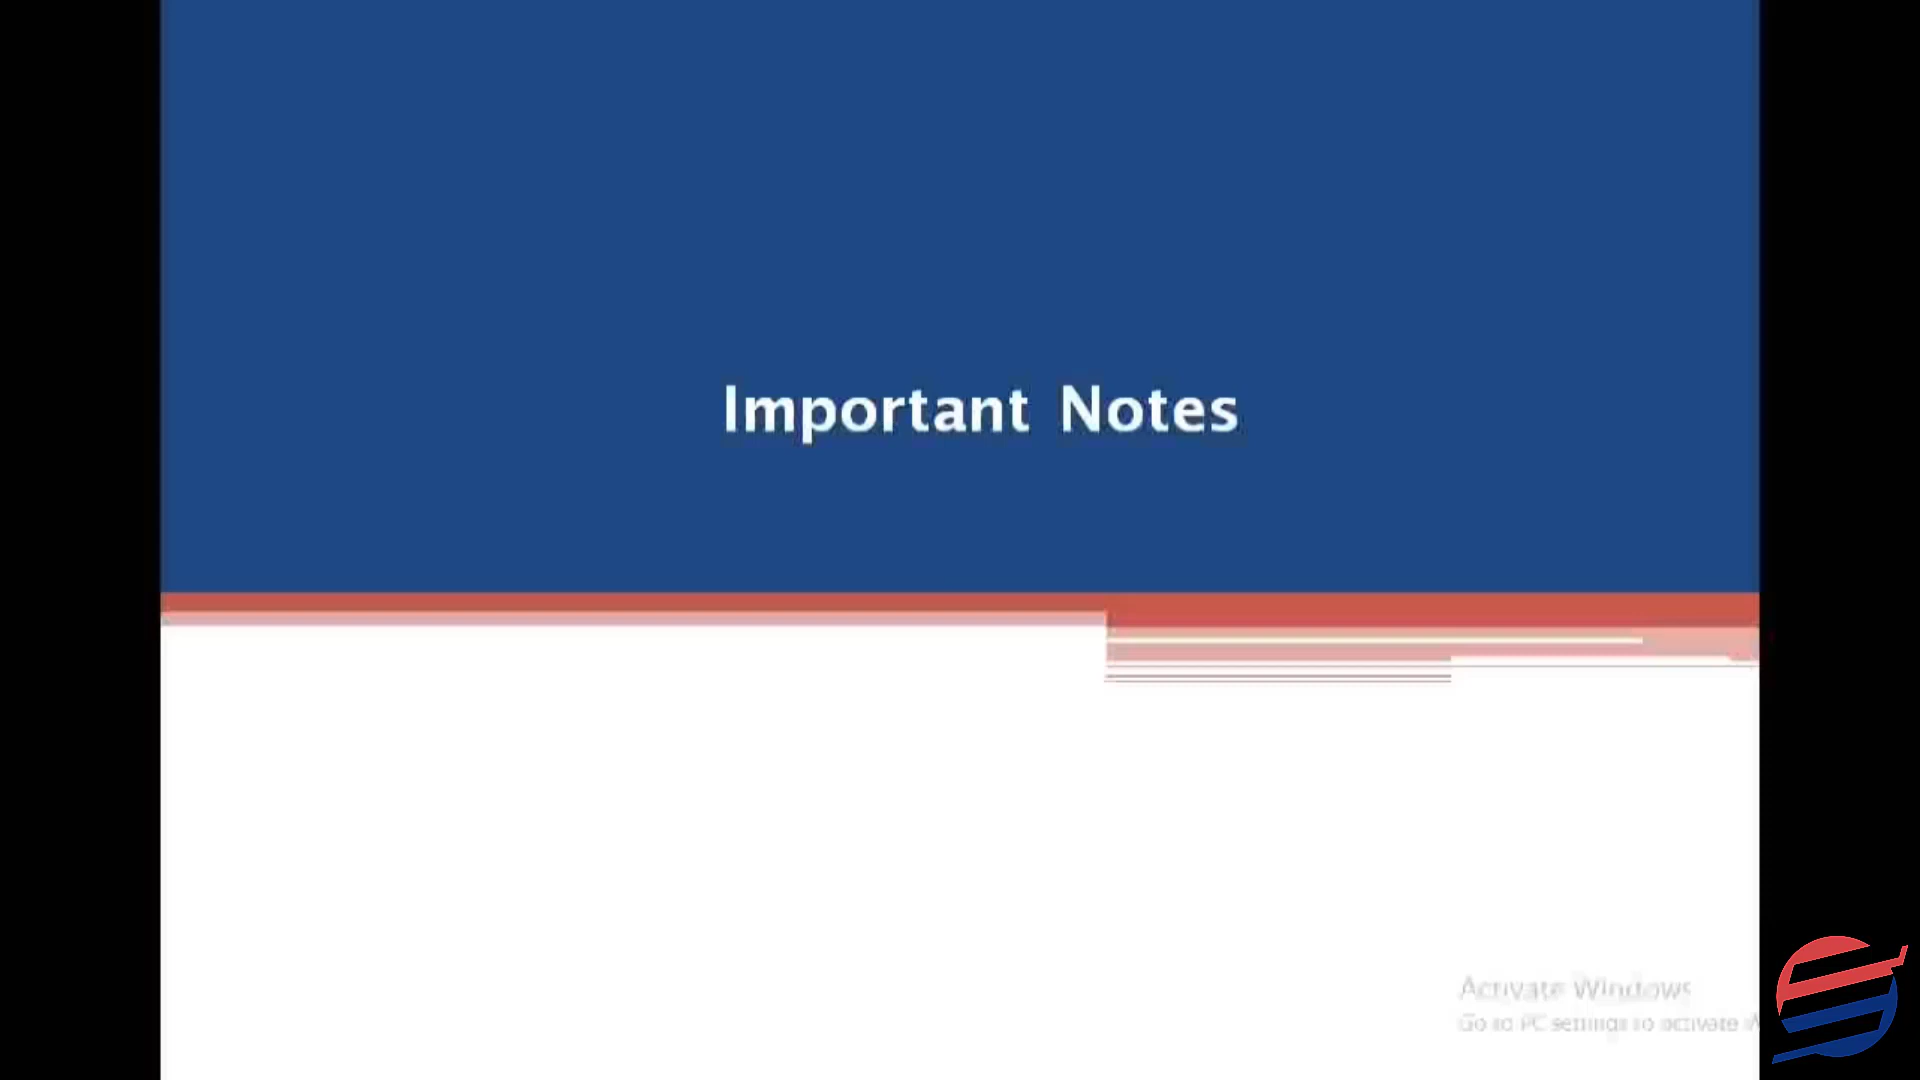 Important Notes
Activate Windows
Go to PC settings to activate